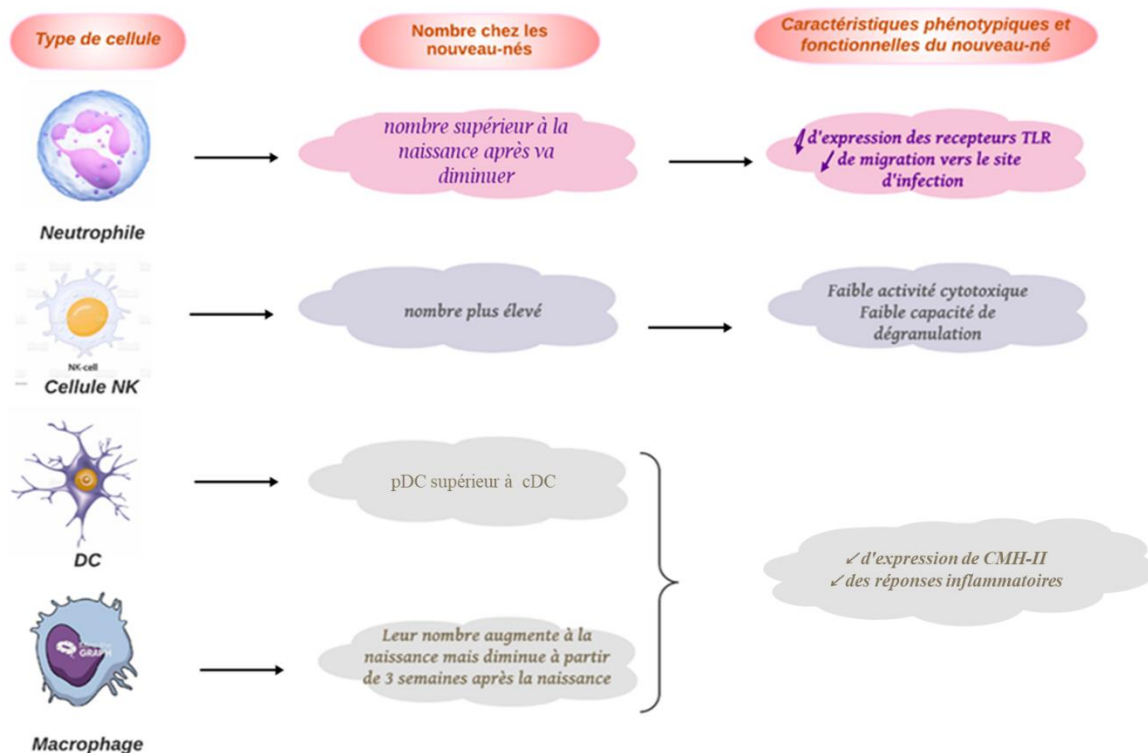 Type de cellule
Nombre chez les
nouveau-nés
Caractéristiques phénotypiques et
fonctionnelles du nouveau-né
Neutrophile
nombre supérieur à la
naissance après va
diminuer
d'expression des recepteurs TLR
de migration vers le site
d'infection
NK-cell
Cellule NK
nombre plus élevé
Faible activité cytotoxique
Faible capacité de
dégranulation
DC
pDC supérieur à cDC
↙ d'expression de CMH-II
↙ des réponses inflammatoires
GRAPH
Macrophage
Leur nombre augmente à la
naissance mais diminue à partir
de 3 semaines après la naissance